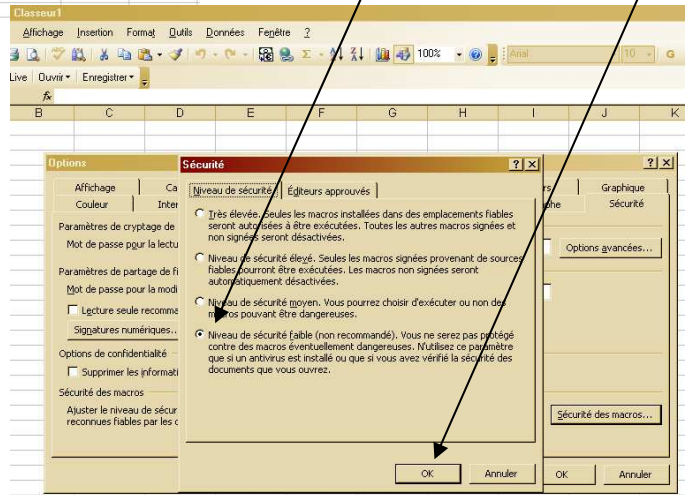 Classeur1
Affichage Insertion Format Outils Données Fenêtre ?
100% Arial 10 G
Live Ouvrir Enregistrer
fx
B C D E F G H I J K
Options
Sécurité
Affichage
Graphique
Couleur
Sécurité
Niveau de sécurité Éditeurs approuvés
Très élevée. Seules les macros installées dans des emplacements fiables
seront autorisées à être exécutées. Toutes les autres macros signées et
non signées seront désactivées.
Niveau de sécurité élevé. Seules les macros signées provenant de sources
fiables pourront être exécutées. Les macros non signées seront
automatiquement désactivées.
Niveau de sécurité moyen. Vous pourrez choisir d'exécuter ou non des
macros pouvant être dangereuses.
Niveau de sécurité faible (non recommandé). Vous ne serez pas protégé
contre des macros éventuellement dangereuses. N'utilisez ce paramètre
que si un antivirus est installé ou que si vous avez vérifié la sécurité des
documents que vous ouvrez.
OK Annuler
Paramètres de cryptage de
Mot de passe pour la lectu
Options avancées...
Paramètres de partage de fi
Mot de passe pour la modi
Lecture seule recomma
Signatures numériques..
Options de confidentialité
Supprimer les informati
Sécurité des macros
Ajuster le niveau de sécur
reconnues fiables par les
Sécurité des macros...
OK Annuler